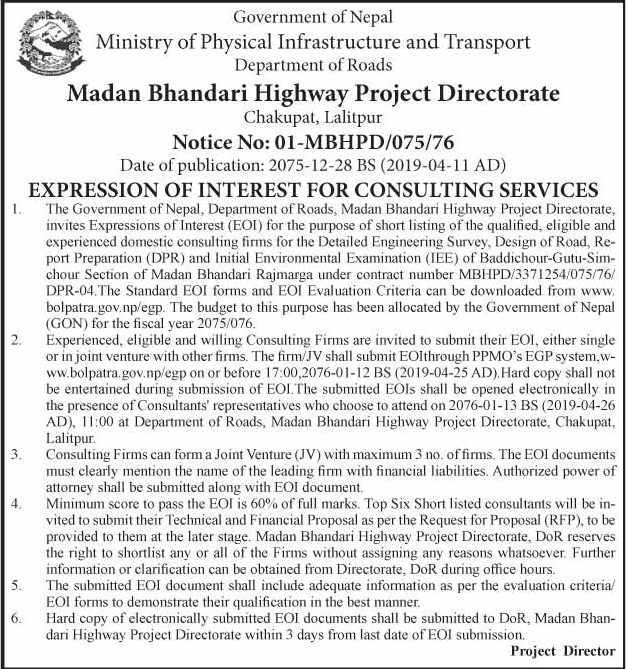 Government of Nepal
Ministry of Physical Infrastructure and Transport
Department of Roads
Madan Bhandari Highway Project Directorate
Chakupat, Lalitpur
Notice No: 01-MBHPD/075/76
Date of publication: 2075-12-28 BS (2019-04-11 AD)
EXPRESSION OF INTEREST FOR CONSULTING SERVICES
1. The Government of Nepal, Department of Roads, Madan Bhandari Highway Project Directorate,
invites Expressions of Interest (EOI) for the purpose of short listing of the qualified, eligible and
experienced domestic consulting firms for the Detailed Engineering Survey, Design of Road, Re-
port Preparation (DPR) and Initial Environmental Examination (IEE) of Baddichour-Gutu-Sim-
chour Section of Madan Bhandari Rajmarga under contract number MBHPD/3371254/075/76/
DPR-04.The Standard EOI forms and EOI Evaluation Criteria can be downloaded from www.
bolpatra.gov.np/egp. The budget to this purpose has been allocated by the Government of Nepal
(GON) for the fiscal year 2075/076.
2. Experienced, eligible and willing Consulting Firms are invited to submit their EOI, either single
or in joint venture with other firms. The firm/JV shall submit EOIthrough PPMO's EGP system,w-
ww.bolpatra.gov.np/egp on or before 17:00,2076-01-12 BS (2019-04-25 AD).Hard copy shall not
be entertained during submission of EOI.The submitted EOIs shall be opened electronically in
the presence of Consultants' representatives who choose to attend on 2076-01-13 BS (2019-04-26
AD), 11:00 at Department of Roads, Madan Bhandari Highway Project Directorate, Chakupat,
Lalitpur.
3. Consulting Firms can form a Joint Venture (JV) with maximum 3 no. of firms. The EOI documents
must clearly mention the name of the leading firm with financial liabilities. Authorized power of
attorney shall be submitted along with EOI document.
4. Minimum score to pass the EOI is 60% of full marks. Top Six Short listed consultants will be in-
vited to submit their Technical and Financial Proposal as per the Request for Proposal (RFP), to be
provided to them at the later stage. Madan Bhandari Highway Project Directorate, DoR reserves
the right to shortlist any or all of the Firms without assigning any reasons whatsoever. Further
information or clarification can be obtained from Directorate, DoR during office hours.
5. The submitted EOI document shall include adequate information as per the evaluation criteria/
EOI forms to demonstrate their qualification in the best manner.
6. Hard copy of electronically submitted EOI documents shall be submitted to DoR, Madan Bhan-
dari Highway Project Directorate within 3 days from last date of EOI submission.
Project Director